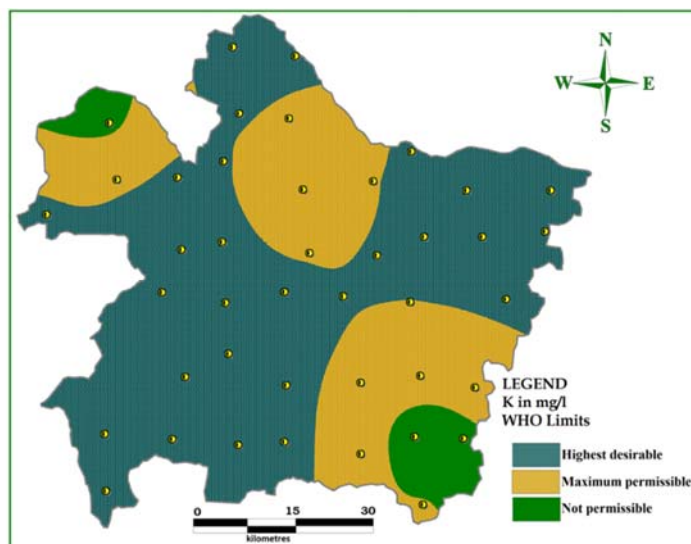 N
W E
S
LEGEND
K in mg/l
WHO Limits
Highest desirable
Maximum permissible
Not permissible
0 15 30
kilometres